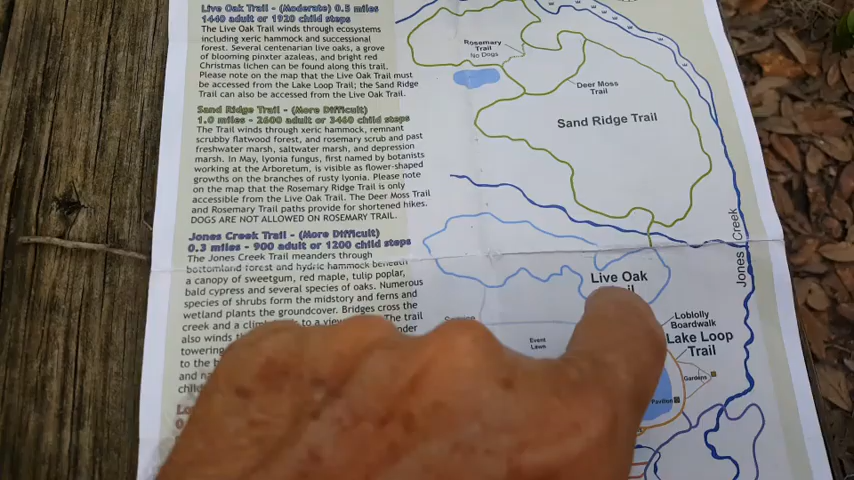 Live Oak Trail - (Moderate) 0.5 miles
1440 adult or 1920 child steps
The Live Oak Trail winds through ecosystems
including xeric hammock and successional
forest. Several centenarian live oaks, a grove
of blooming pinxter azaleas, and bright red
Christmas lichen can be found along this trail.
Please note on the map that the Live Oak Trail must
be accessed from the Lake Loop Trail; the Sand Ridge
Trail can also be accessed from the Live Oak Trail.
Sand Ridge Trail - (More Difficult)
1.0 miles - 2600 adult or 3460 child steps
The Trail winds through xeric hammock, remnant
scrubby flatwood forest, and rosemary scrub and past
freshwater marsh, saltwater marsh, and depression
marsh. In May, lyonia fungus, first named by botanists
working at the Arboretum, is visible as flower-shaped
growths on the branches of rusty lyonia. Please note
on the map that the Rosemary Ridge Trail is only
accessible from the Live Oak Trail. The Deer Moss Trail
and Rosemary Trail paths provide for shortened hikes.
DOGS ARE NOT ALLOWED ON ROSEMARY TRAIL.
Jones Creek Trail - (More Difficult)
0.3 miles - 900 adult or 1200 child steps
The Jones Creek Trail meanders through
bottomland forest and hydric hammock beneath
a canopy of sweetgum, red maple, tulip poplar,
bald cypress and several species of oaks. Numerous
species of shrubs form the midstory and ferns and
wetland plants the groundcover. Bridges cross the
creek and a to a The trail
also winds
towering
to the
and
Rosemary
Trail
No Dogs
Deer Moss
Trail
Sand Ridge Trail
Jones Creek
Live Oak
Loblolly
Boardwalk
Lake Loop
Trail
Event
Lawn
Gardens
Pavilion